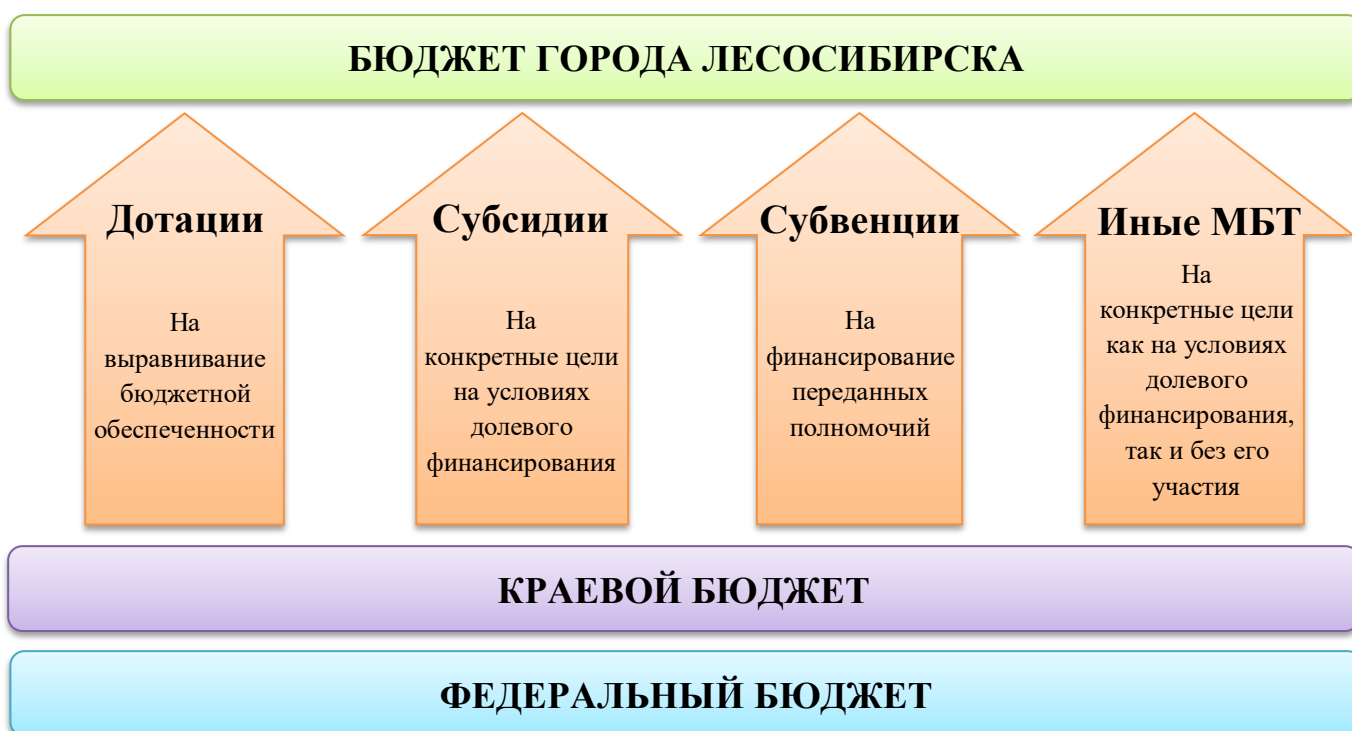 БЮДЖЕТ ГОРОДА ЛЕСОСИБИРСКА
Дотации
На
выравнивание
бюджетной
обеспеченности
Субсидии
На
конкретные цели
на условиях
долевого
финансирования
Субвенции
На
финансирование
переданных
полномочий
Иные МБТ
На
конкретные цели
как на условиях
долевого
финансирования,
так и без его
участия
КРАЕВОЙ БЮДЖЕТ
ФЕДЕРАЛЬНЫЙ БЮДЖЕТ